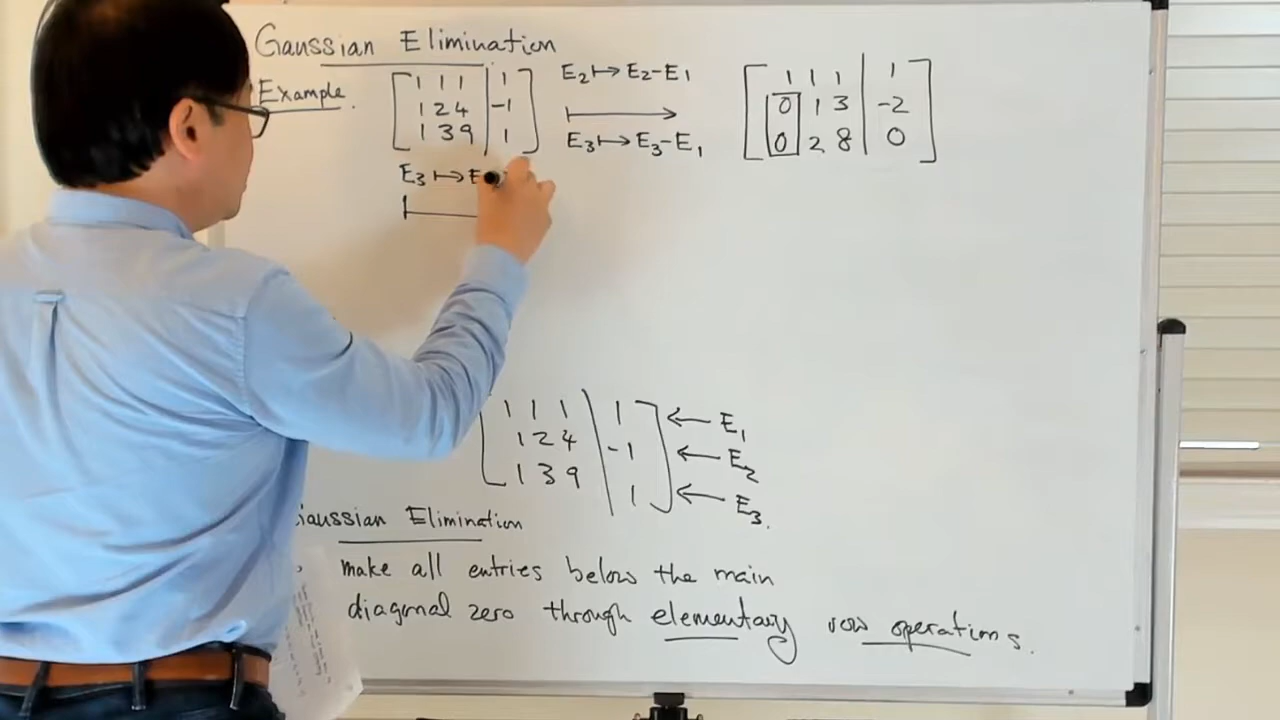 Gaussian Elimination
Example.
[ 1 1 1 | 1 ] E₂ ↦ E₂-E₁ [ 1 1 1 | 1 ]
[ 1 2 4 | -1 ] ⟼ [ 0 1 3 | -2 ]
[ 1 3 9 | 1 ] E₃ ↦ E₃-E₁ [ 0 2 8 | 0 ]
E₃ ↦ E
[ 1 1 1 | 1 ] ← E₁
[ 1 2 4 | -1 ] ← E₂
[ 1 3 9 | 1 ] ← E₃.
Gaussian Elimination
make all entries below the main
diagonal zero through elementary row operations.